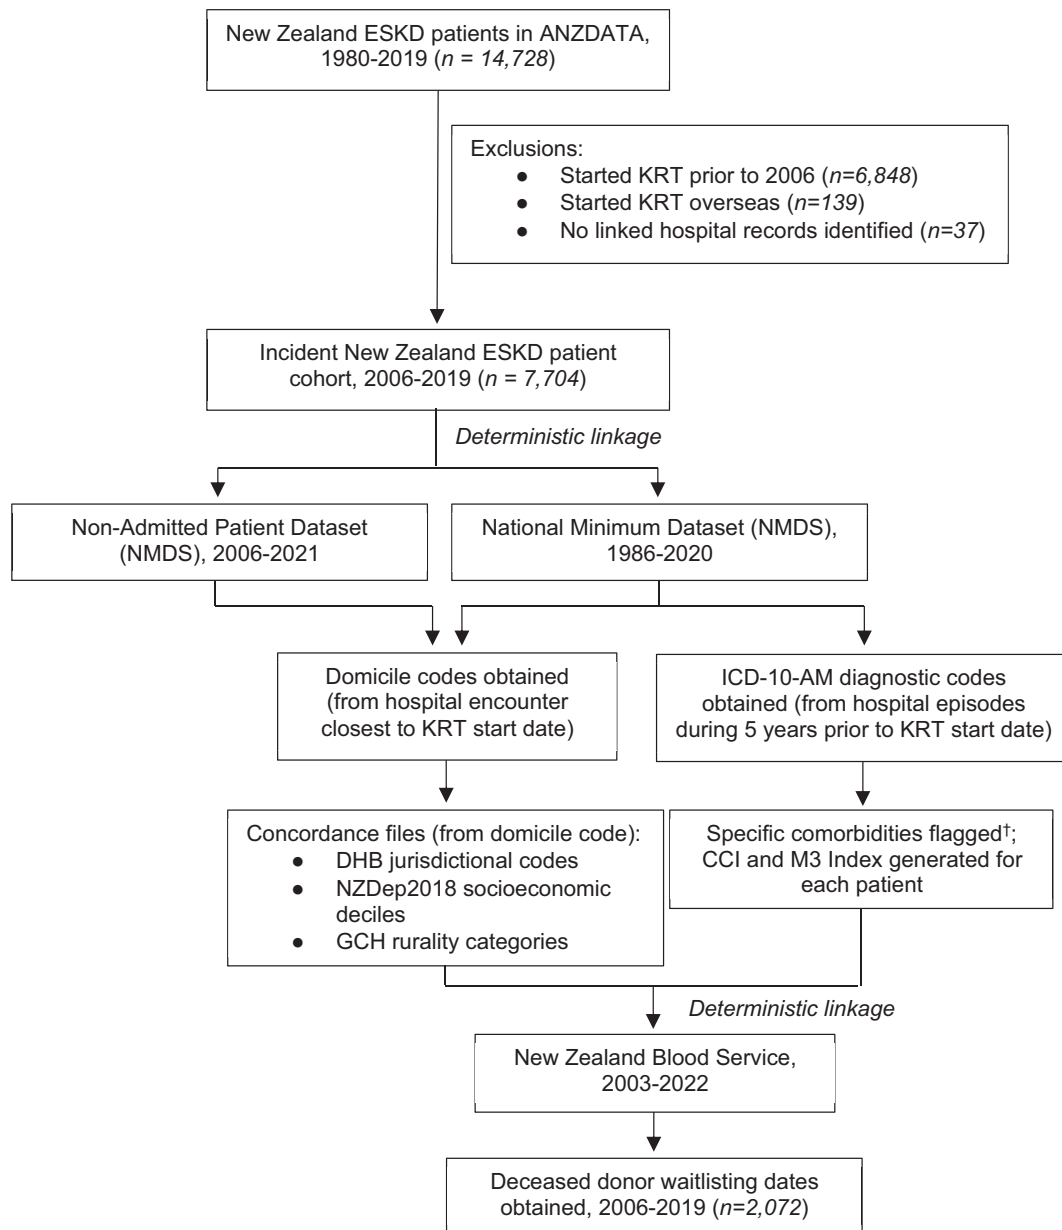 New Zealand ESKD patients in ANZDATA,
1980-2019 (n = 14,728)
Exclusions:
● Started KRT prior to 2006 (n=6,848)
● Started KRT overseas (n=139)
● No linked hospital records identified (n=37)
Incident New Zealand ESKD patient
cohort, 2006-2019 (n = 7,704)
Deterministic linkage
Non-Admitted Patient Dataset
(NMDS), 2006-2021
National Minimum Dataset (NMDS),
1986-2020
Domicile codes obtained
(from hospital encounter
closest to KRT start date)
ICD-10-AM diagnostic codes
obtained (from hospital episodes
during 5 years prior to KRT start date)
Concordance files (from domicile code):
● DHB jurisdictional codes
● NZDep2018 socioeconomic
deciles
● GCH rurality categories
Specific comorbidities flagged†;
CCI and M3 Index generated for
each patient
Deterministic linkage
New Zealand Blood Service,
2003-2022
Deceased donor waitlisting dates
obtained, 2006-2019 (n=2,072)